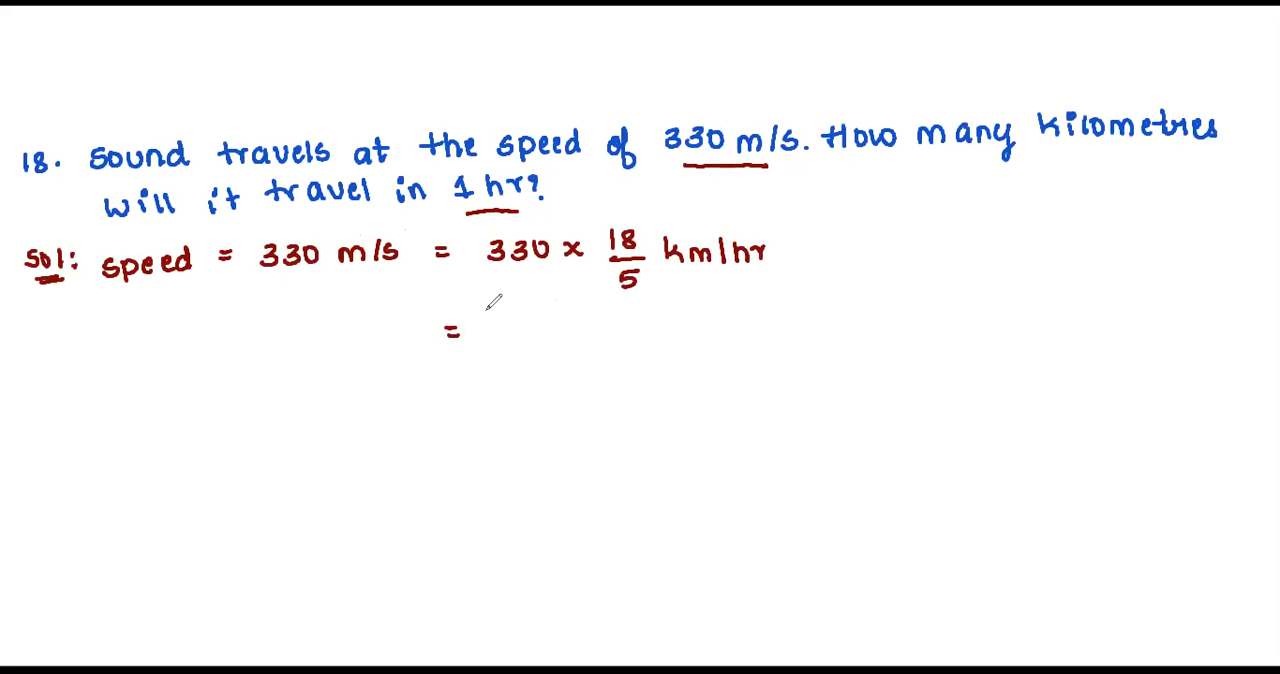 18. Sound travels at the speed of 330 m/s. How many kilometres
will it travel in 1 hr?
Sol: speed = 330 m/s = 330 × 18/5 km/hr
=